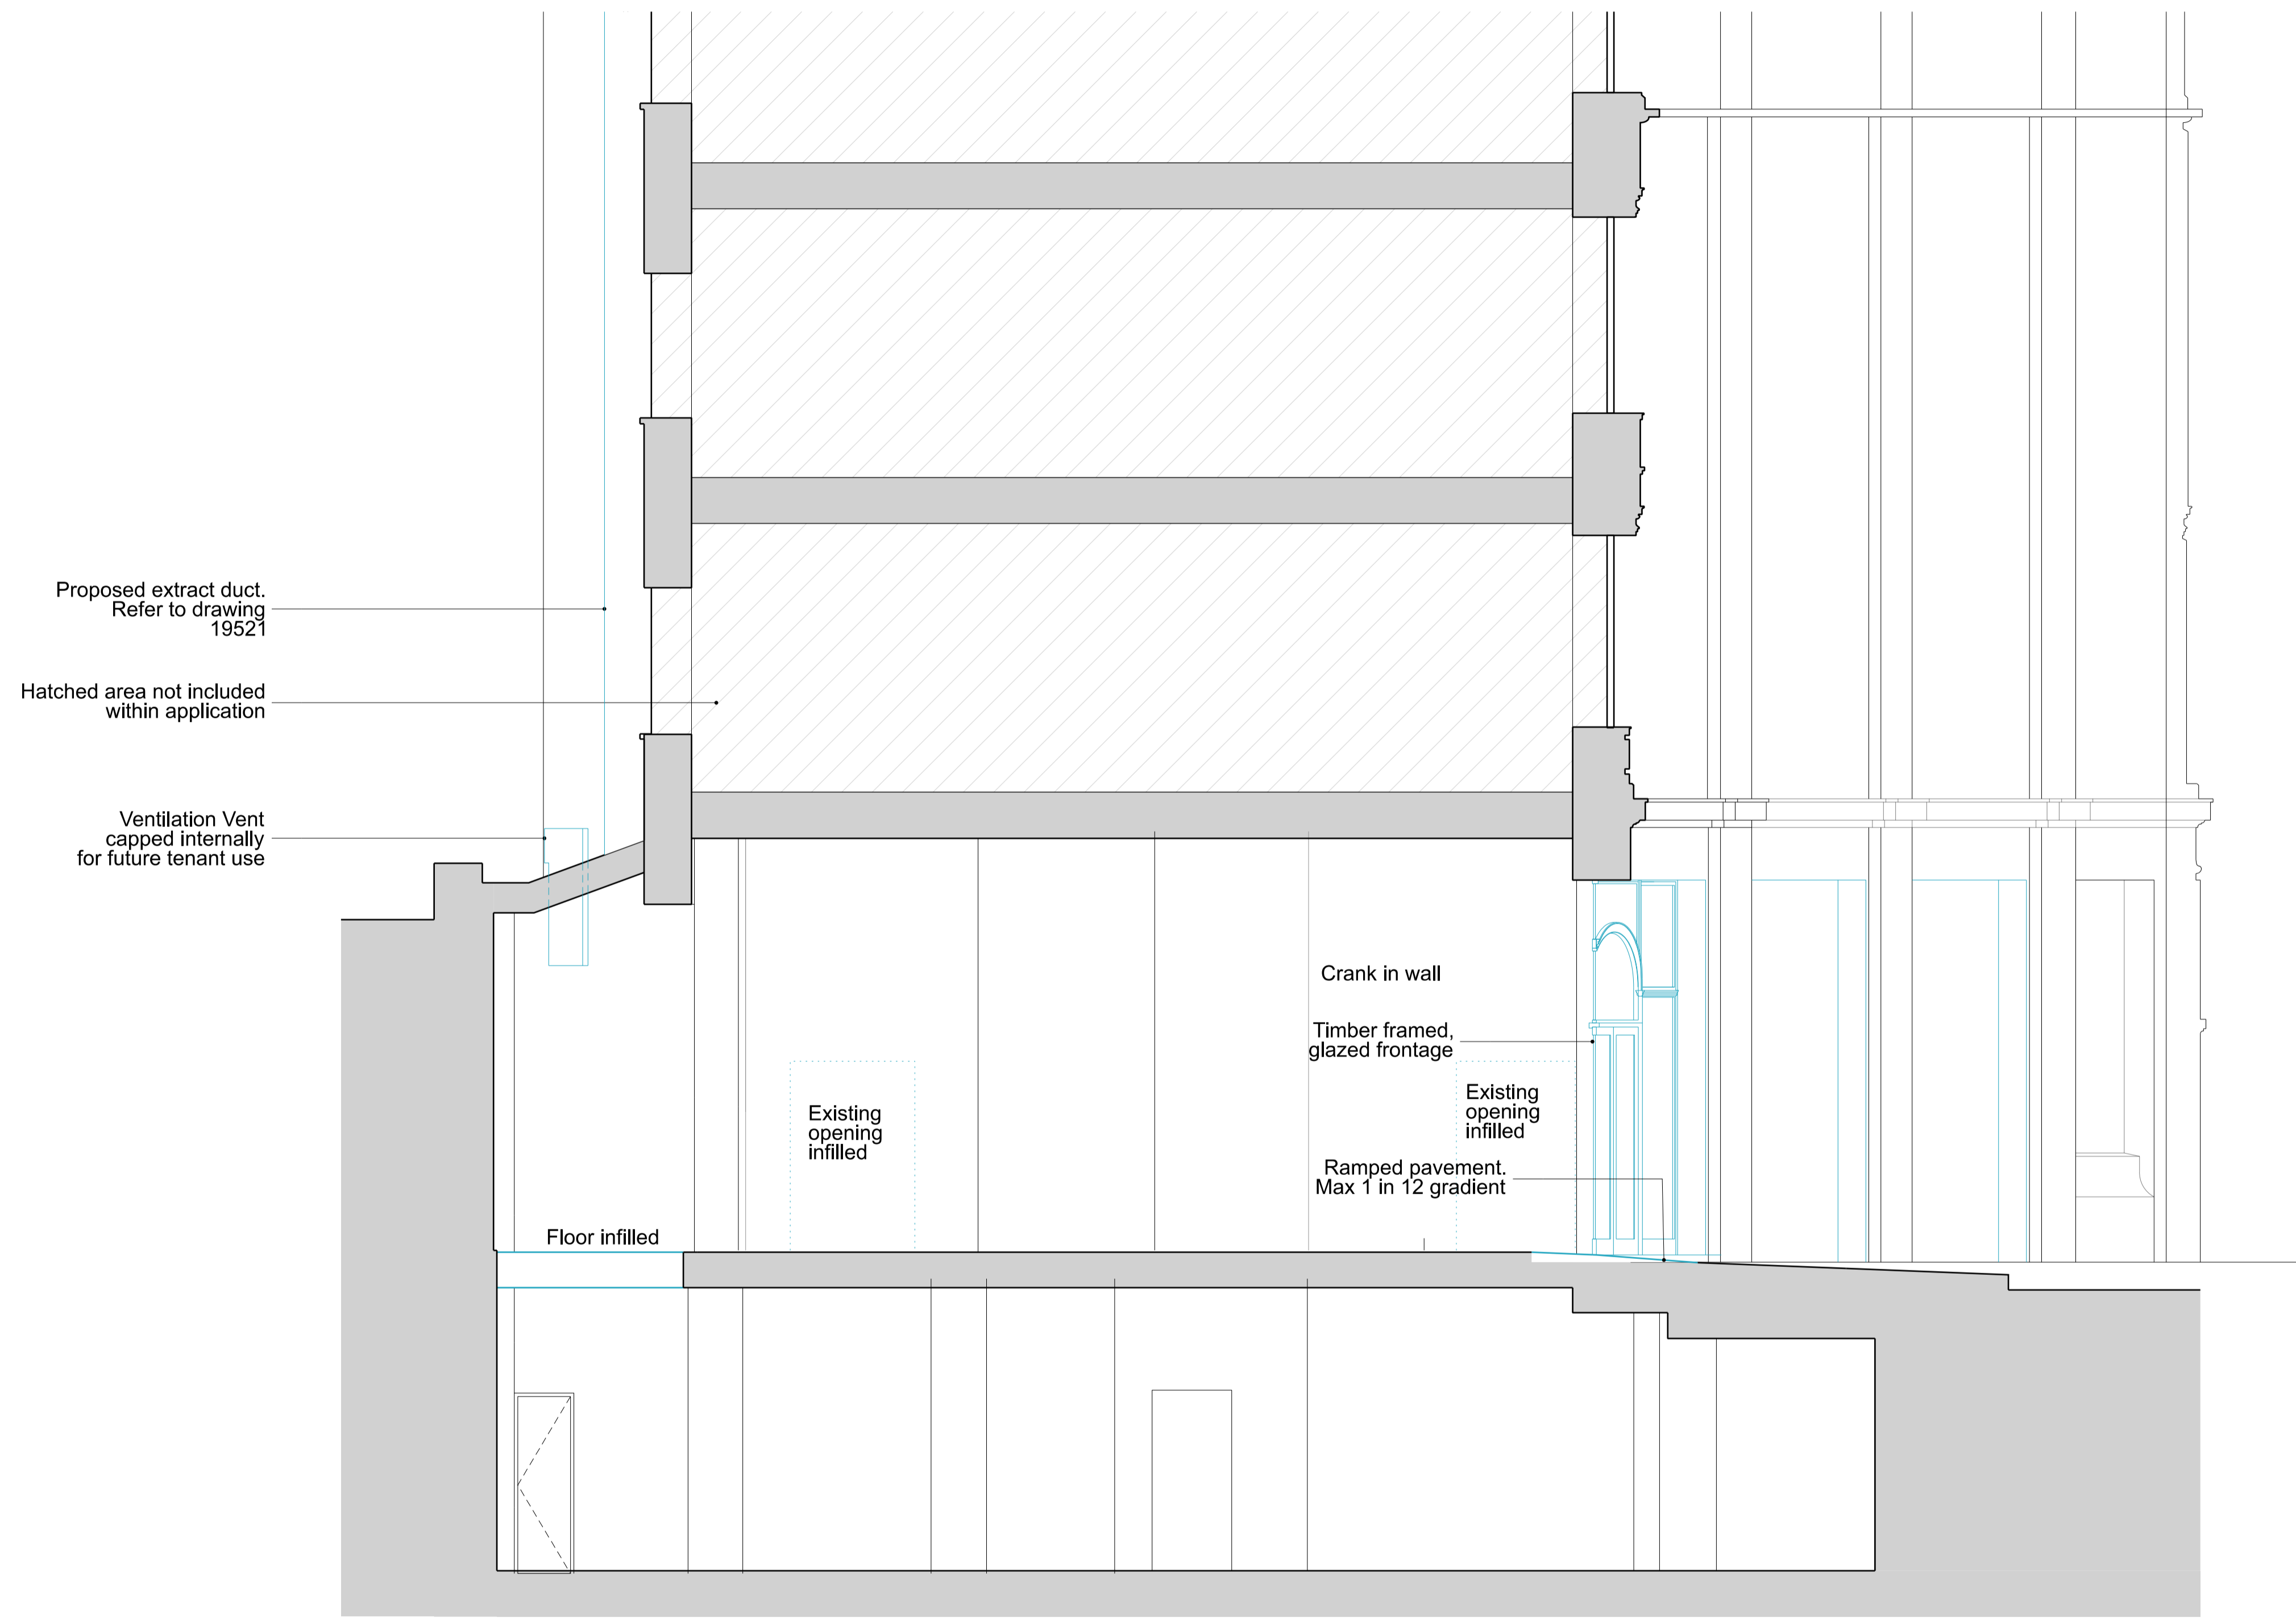 Proposed extract duct.
Refer to drawing
19521
Hatched area not included
within application
Ventilation Vent
capped internally
for future tenant use
Crank in wall
Timber framed,
glazed frontage
Existing
opening
infilled
Existing
opening
infilled
Ramped pavement.
Max 1 in 12 gradient
Floor infilled